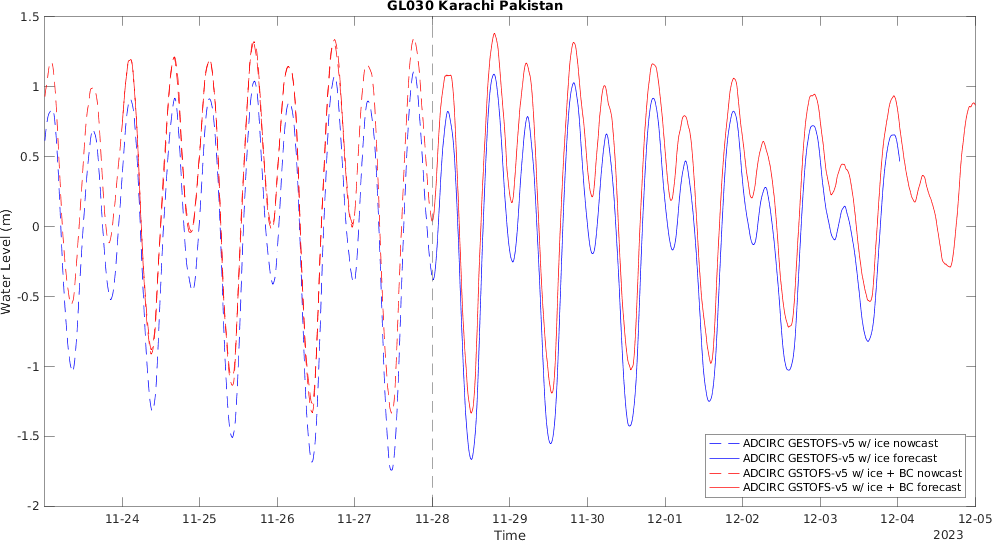 GL030 Karachi Pakistan
1.5
1
0.5
0
-0.5
-1
-1.5
-2
Water Level (m)
ADCIRC GESTOFS-v5 w/ ice nowcast
ADCIRC GESTOFS-v5 w/ ice forecast
ADCIRC GSTOFS-v5 w/ ice + BC nowcast
ADCIRC GSTOFS-v5 w/ ice + BC forecast
11-24 11-25 11-26 11-27 11-28 11-29 11-30 12-01 12-02 12-03 12-04 12-05
Time
2023